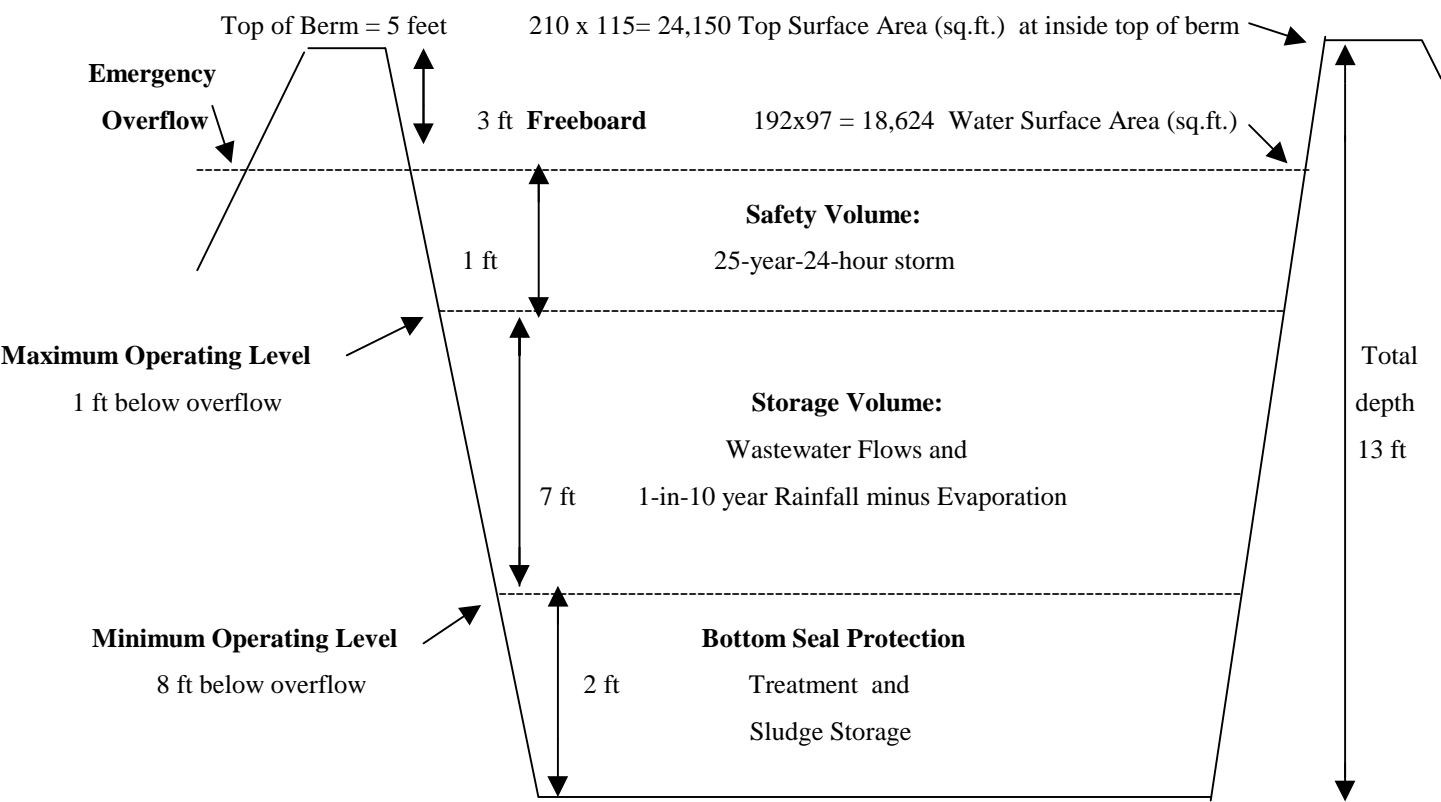 Top of Berm = 5 feet
210 x 115= 24,150 Top Surface Area (sq.ft.) at inside top of berm
Emergency
Overflow
3 ft Freeboard
192x97 = 18,624 Water Surface Area (sq.ft.)
Safety Volume:
1 ft
25-year-24-hour storm
Maximum Operating Level
1 ft below overflow
Total
depth
13 ft
Storage Volume:
Wastewater Flows and
7 ft
1-in-10 year Rainfall minus Evaporation
Minimum Operating Level
8 ft below overflow
Bottom Seal Protection
2 ft
Treatment and
Sludge Storage